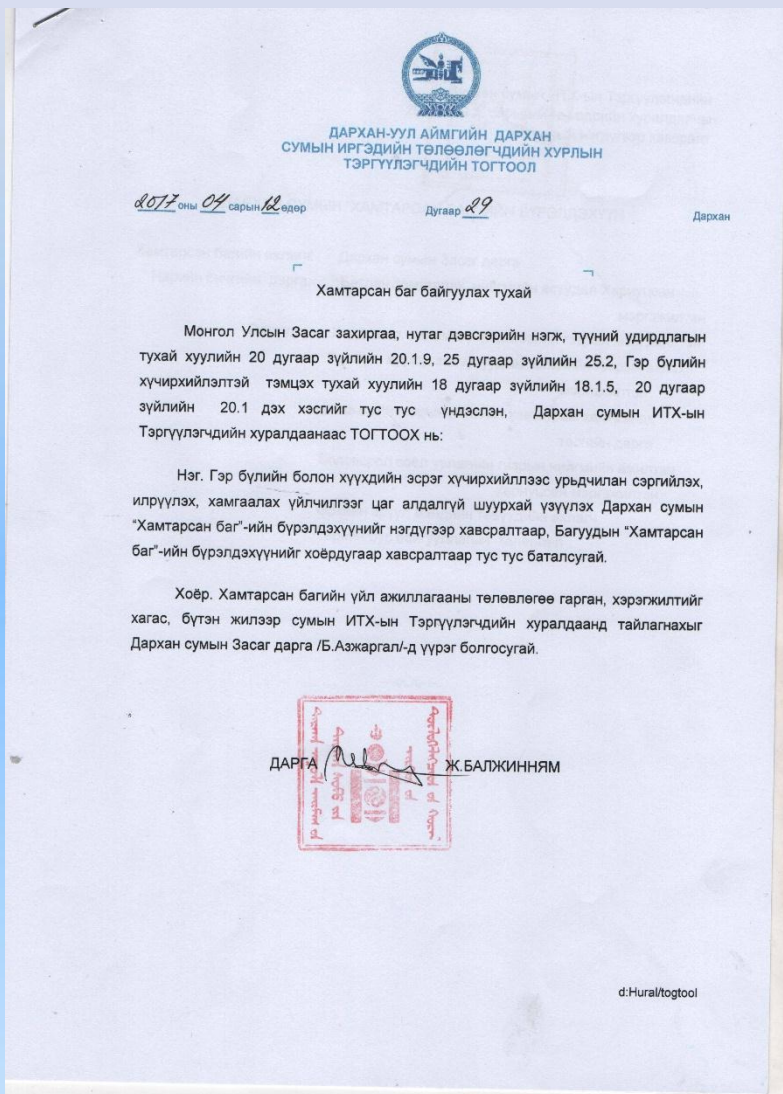 ДАРХАН-УУЛ АЙМГИЙН ДАРХАН
СУМЫН ИРГЭДИЙН ТӨЛӨӨЛӨГЧДИЙН ХУРЛЫН
ТЭРГҮҮЛЭГЧДИЙН ТОГТООЛ
2017 оны 04 сарын 12 өдөр Дугаар 29 Дархан
Хамтарсан баг байгуулах тухай
Монгол Улсын Засаг захиргаа, нутаг дэвсгэрийн нэгж, түүний удирдлагын
тухай хуулийн 20 дугаар зүйлийн 20.1.9, 25 дугаар зүйлийн 25.2, Гэр бүлийн
хүчирхийлэлтэй тэмцэх тухай хуулийн 18 дугаар зүйлийн 18.1.5, 20 дугаар
зүйлийн 20.1 дэх хэсгийг тус тус үндэслэн, Дархан сумын ИТХ-ын
Тэргүүлэгчдийн хуралдаанаас ТОГТООХ нь:
Нэг. Гэр бүлийн болон хүүхдийн эсрэг хүчирхийллээс урьдчилан сэргийлэх,
илрүүлэх, хамгаалах үйлчилгээг цаг алдалгүй шуурхай үзүүлэх Дархан сумын
“Хамтарсан баг”-ийн бүрэлдэхүүнийг нэгдүгээр хавсралтаар, Багуудын “Хамтарсан
баг”-ийн бүрэлдэхүүнийг хоёрдугаар хавсралтаар тус тус баталсугай.
Хоёр. Хамтарсан багийн үйл ажиллагааны төлөвлөгөө гарган, хэрэгжилтийг
хагас, бүтэн жилээр сумын ИТХ-ын Тэргүүлэгчдийн хуралдаанд тайлагнахыг
Дархан сумын Засаг дарга /Б.Азжаргал/-д үүрэг болгосугай.
ДАРГА Ж.БАЛЖИННЯМ
d:Hural/togtool